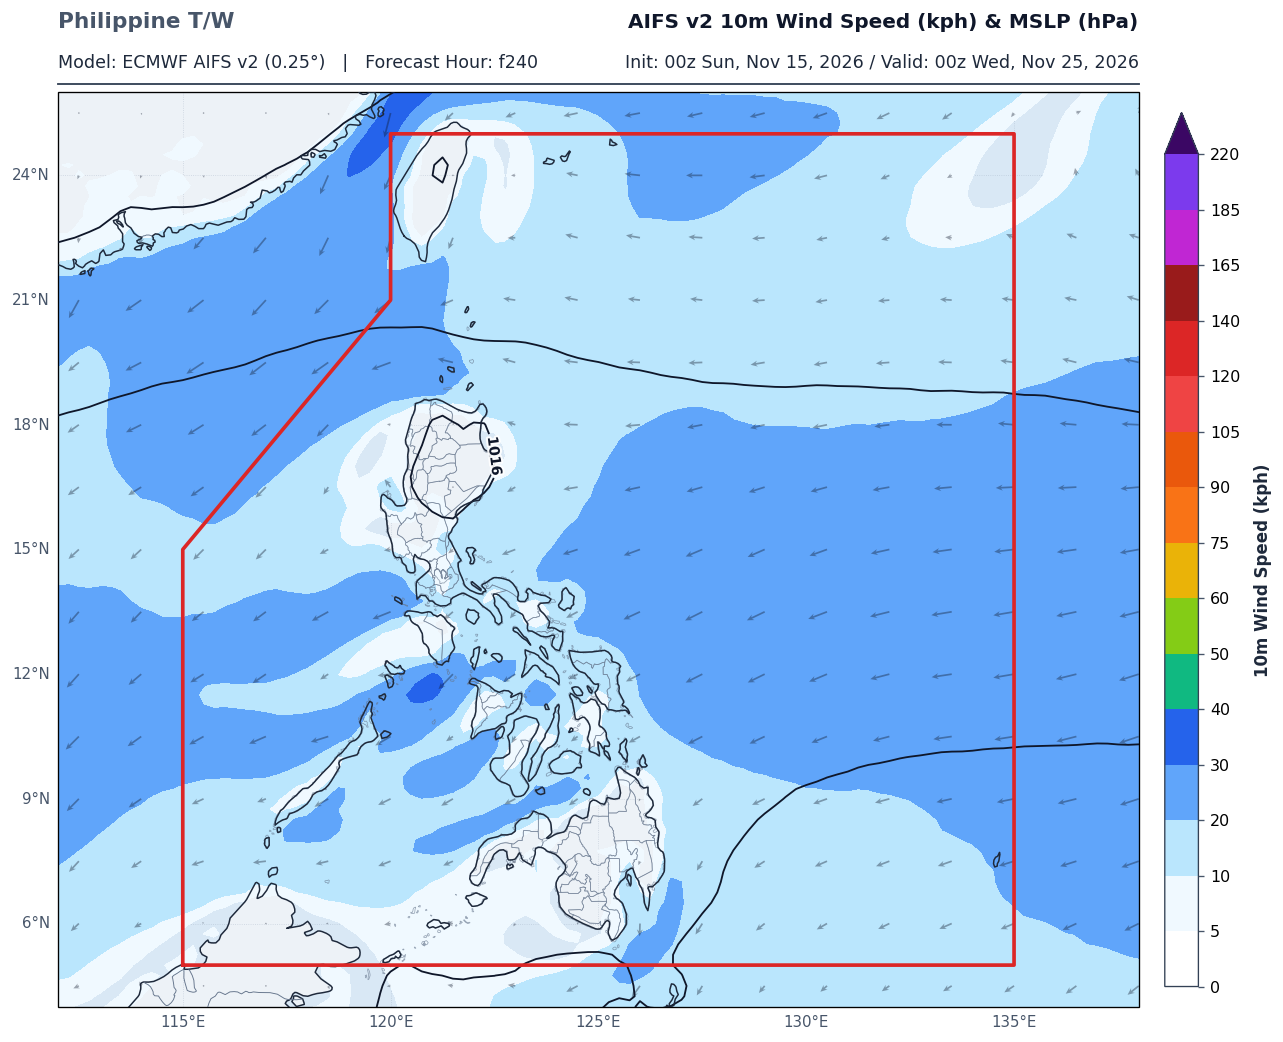 Philippine T/W
AIFS v2 10m Wind Speed (kph) & MSLP (hPa)
Model: ECMWF AIFS v2 (0.25°) | Forecast Hour: f240
Init: 00z Sun, Nov 15, 2026 / Valid: 00z Wed, Nov 25, 2026
24°N
21°N
18°N
15°N
12°N
9°N
6°N
1016
115°E
120°E
125°E
130°E
135°E
220
185
165
140
120
105
90
75
60
50
40
30
20
10
5
0
10m Wind Speed (kph)